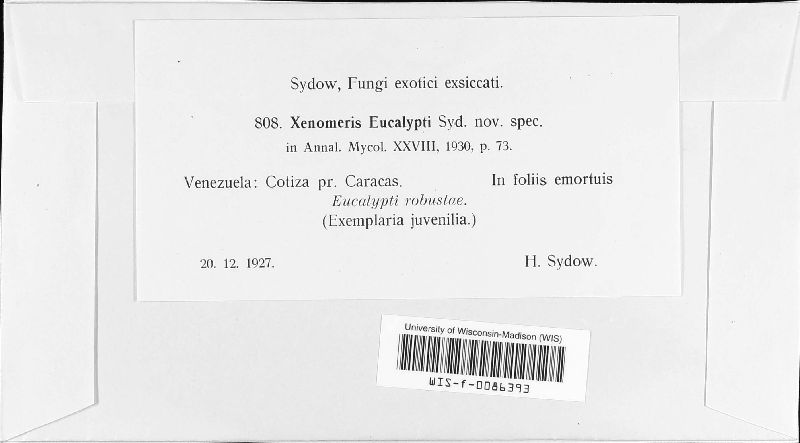 Sydow, Fungi exotici exsiccati.
808. Xenomeris Eucalypti Syd. nov. spec.
in Annal. Mycol. XXVIII, 1930, p. 73.
Venezuela: Cotiza pr. Caracas. In foliis emortuis
Eucalypti robustae.
(Exemplaria juvenilia.)
20. 12. 1927. H. Sydow.
University of Wisconsin-Madison (WIS)
WIS-f-0086393